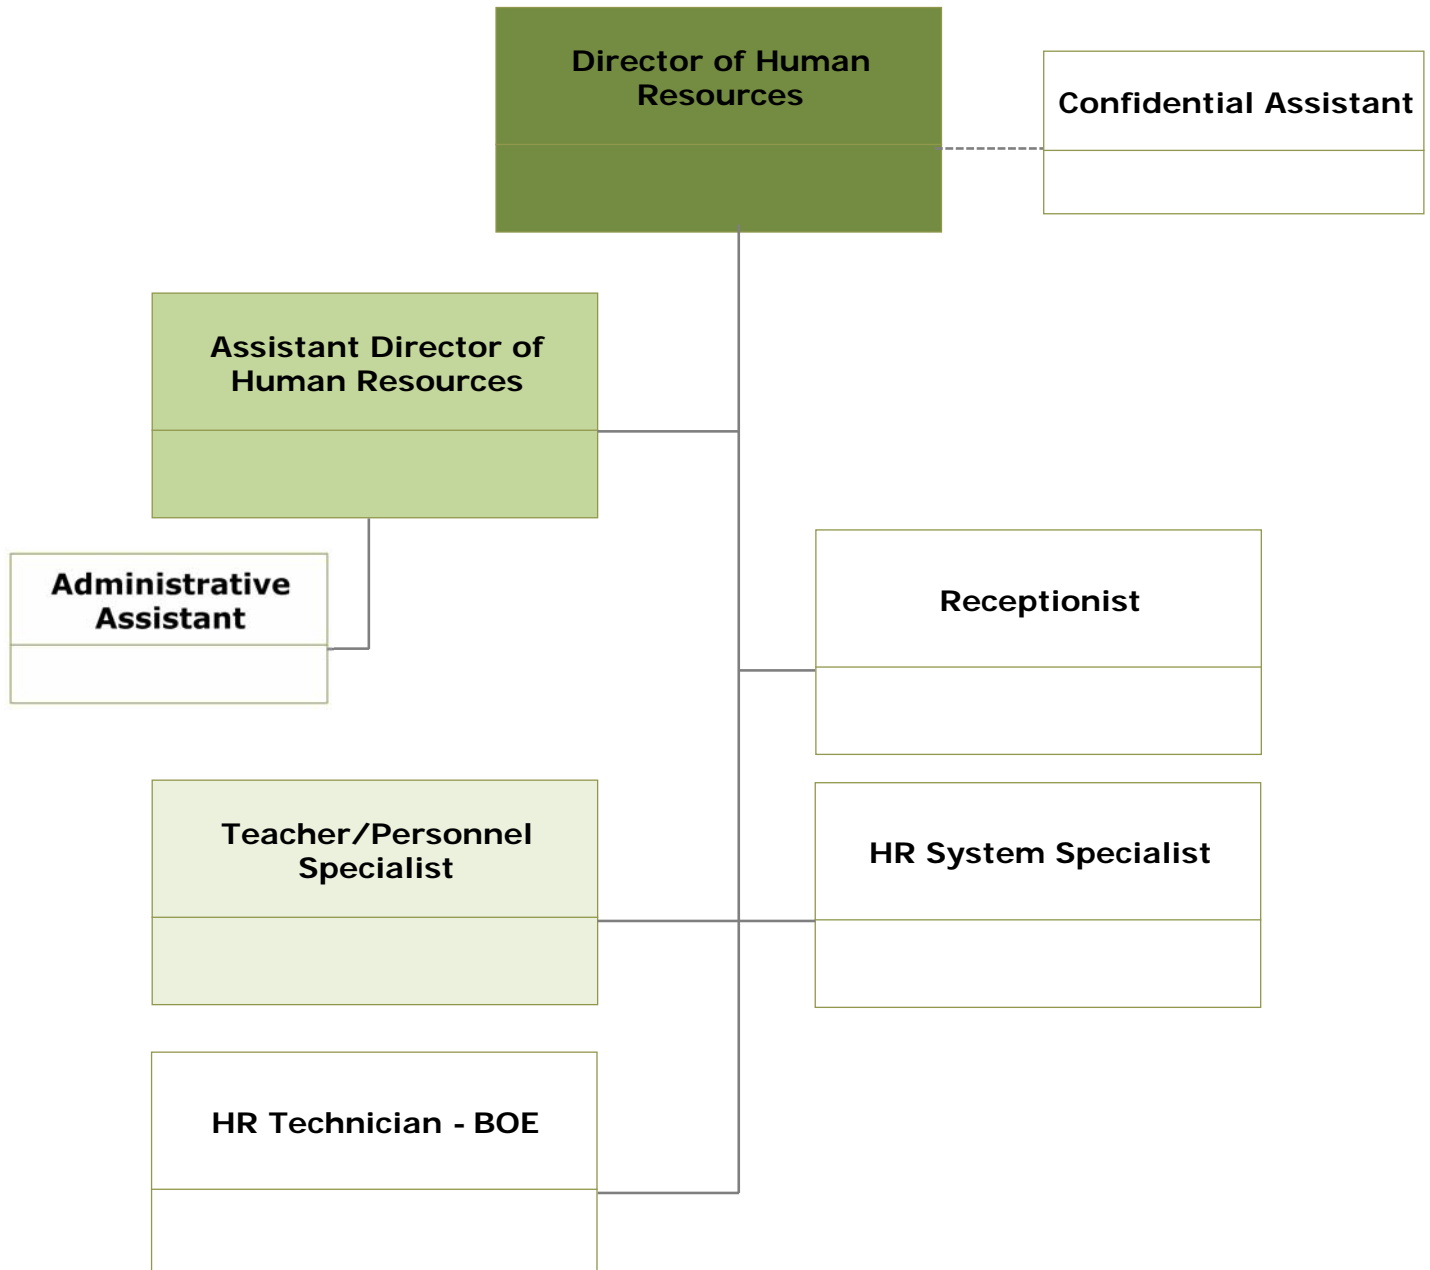 Director of Human
Resources
Confidential Assistant
Assistant Director of
Human Resources
Administrative
Assistant
Receptionist
Teacher/Personnel
Specialist
HR System Specialist
HR Technician - BOE